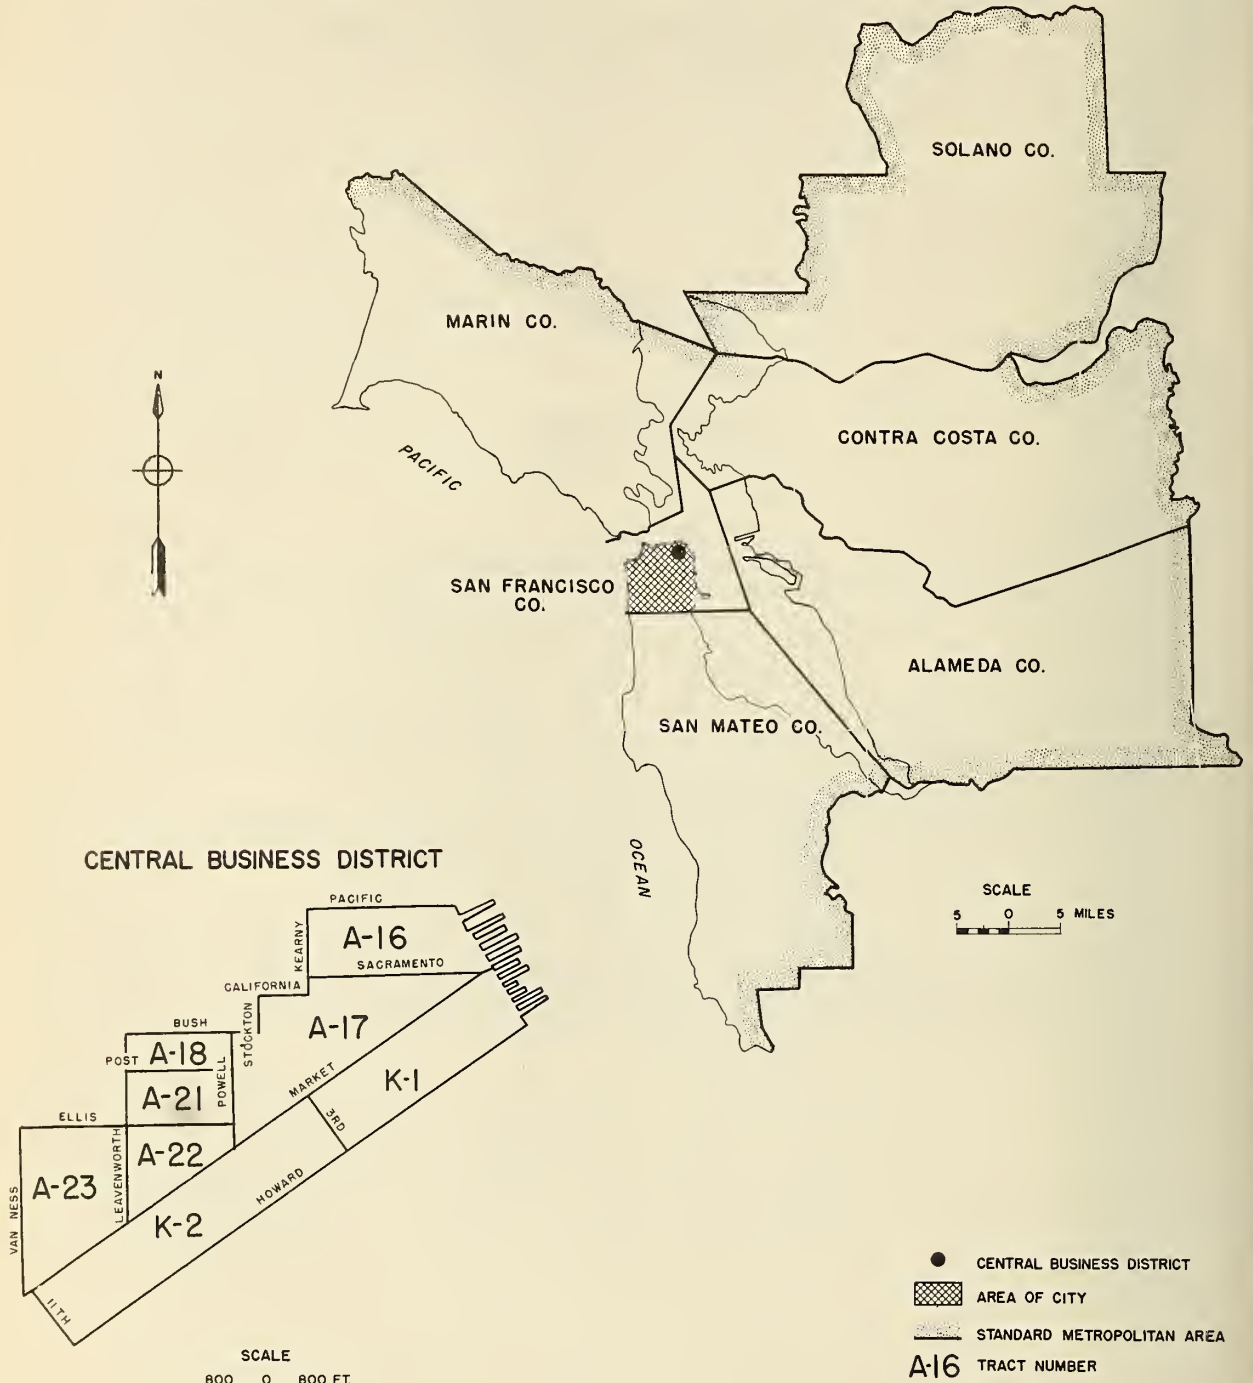 SOLANO CO.
MARIN CO.
N
CONTRA COSTA CO.
PACIFIC
SAN FRANCISCO
CO.
ALAMEDA CO.
SAN MATEO CO.
OCEAN
SCALE
5 0 5 MILES
CENTRAL BUSINESS DISTRICT
PACIFIC
KEARNY
A-16
SACRAMENTO
CALIFORNIA
STOCKTON
A-17
BUSH
POST
A-18
POWELL
A-21
MARKET
K-1
3RD
ELLIS
LEAVENWORTH
A-22
A-23
HOWARD
VAN NESS
K-2
11TH
SCALE
800 0 800 FT.
CENTRAL BUSINESS DISTRICT
AREA OF CITY
STANDARD METROPOLITAN AREA
A-16 TRACT NUMBER